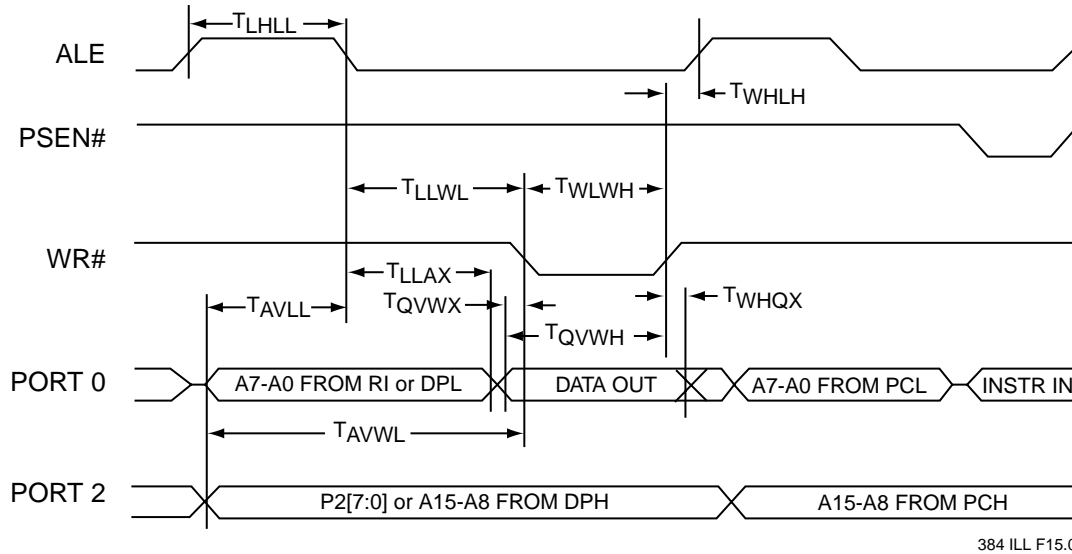 TLHLL
ALE
TWHLH
PSEN#
TLLWL TWLWH
WR#
TLLAX
TAVLL TQVWX TWHQX
TQVWH
PORT 0 A7-A0 FROM RI or DPL DATA OUT A7-A0 FROM PCL INSTR IN
TAVWL
PORT 2 P2[7:0] or A15-A8 FROM DPH A15-A8 FROM PCH
384 ILL F15.0